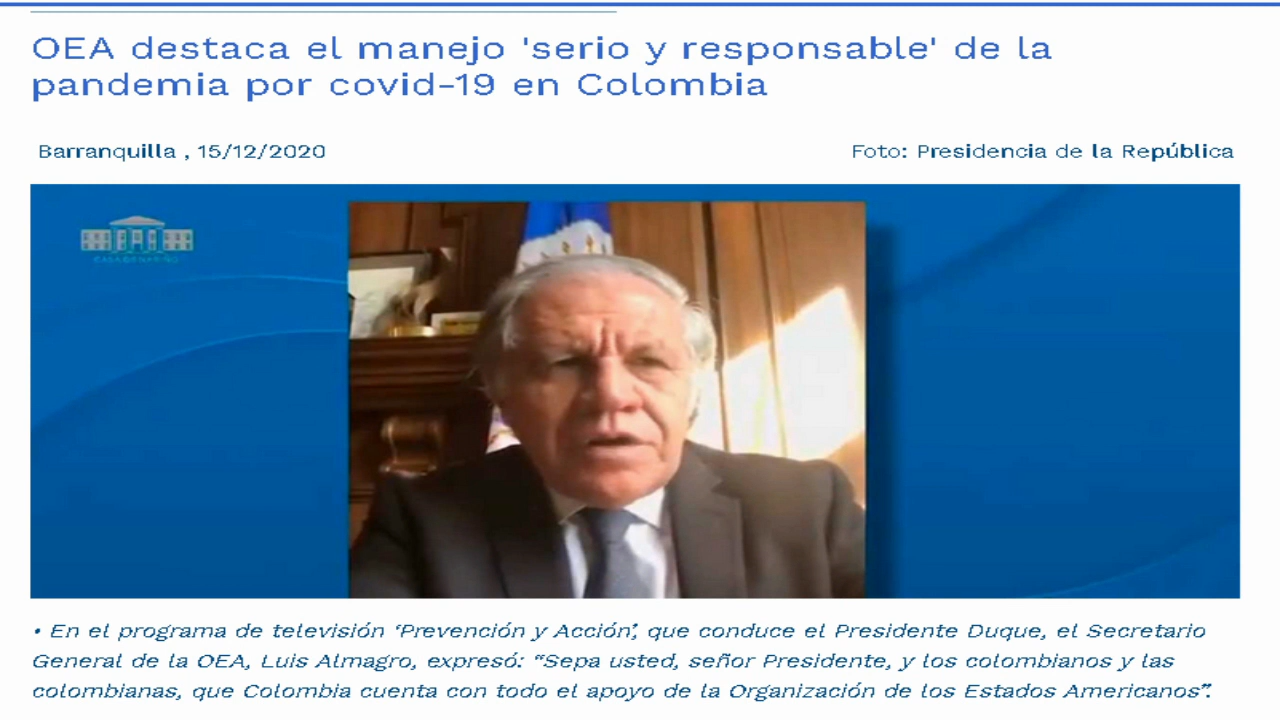 OEA destaca el manejo 'serio y responsable' de la
pandemia por covid-19 en Colombia
Barranquilla , 15/12/2020
Foto: Presidencia de la República
CASA DE NARIÑO
• En el programa de televisión ‘Prevención y Acción’, que conduce el Presidente Duque, el Secretario
General de la OEA, Luis Almagro, expresó: “Sepa usted, señor Presidente, y los colombianos y las
colombianas, que Colombia cuenta con todo el apoyo de la Organización de los Estados Americanos”.